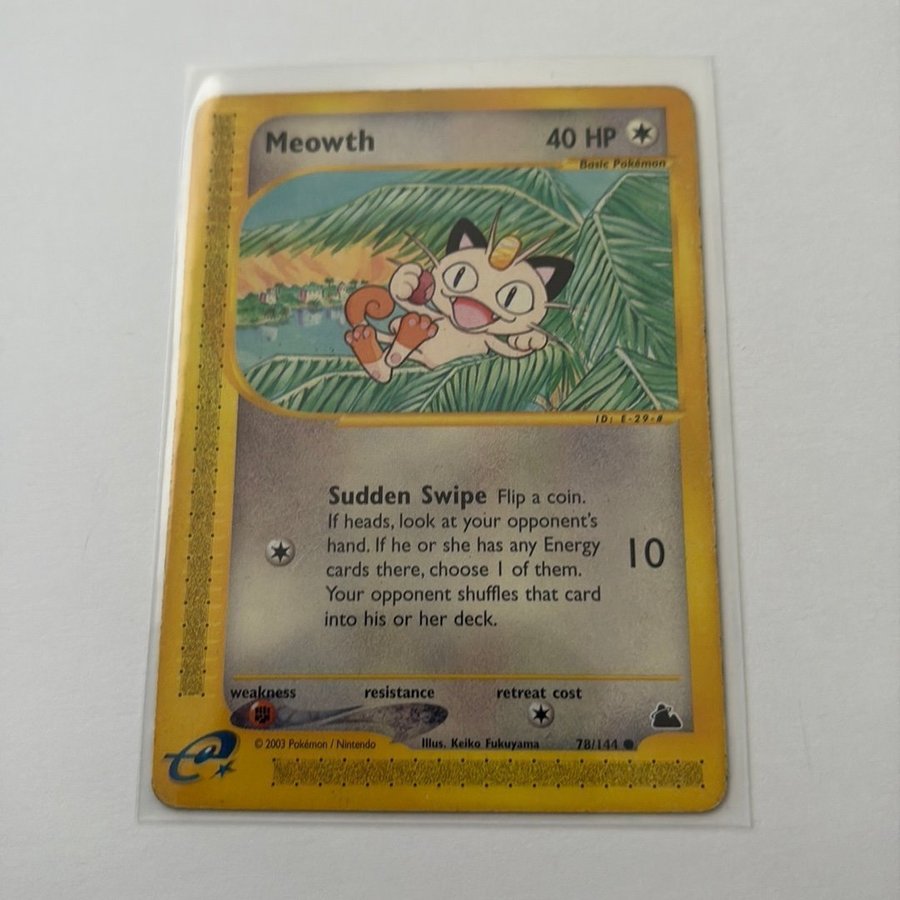 Meowth 40 HP
Basic Pokémon
ID: E-29-#
Sudden Swipe Flip a coin.
If heads, look at your opponent's
hand. If he or she has any Energy
cards there, choose 1 of them.
Your opponent shuffles that card
into his or her deck.
10
weakness resistance retreat cost
© 2003 Pokémon / Nintendo Illus. Keiko Fukuyama 78/144
e